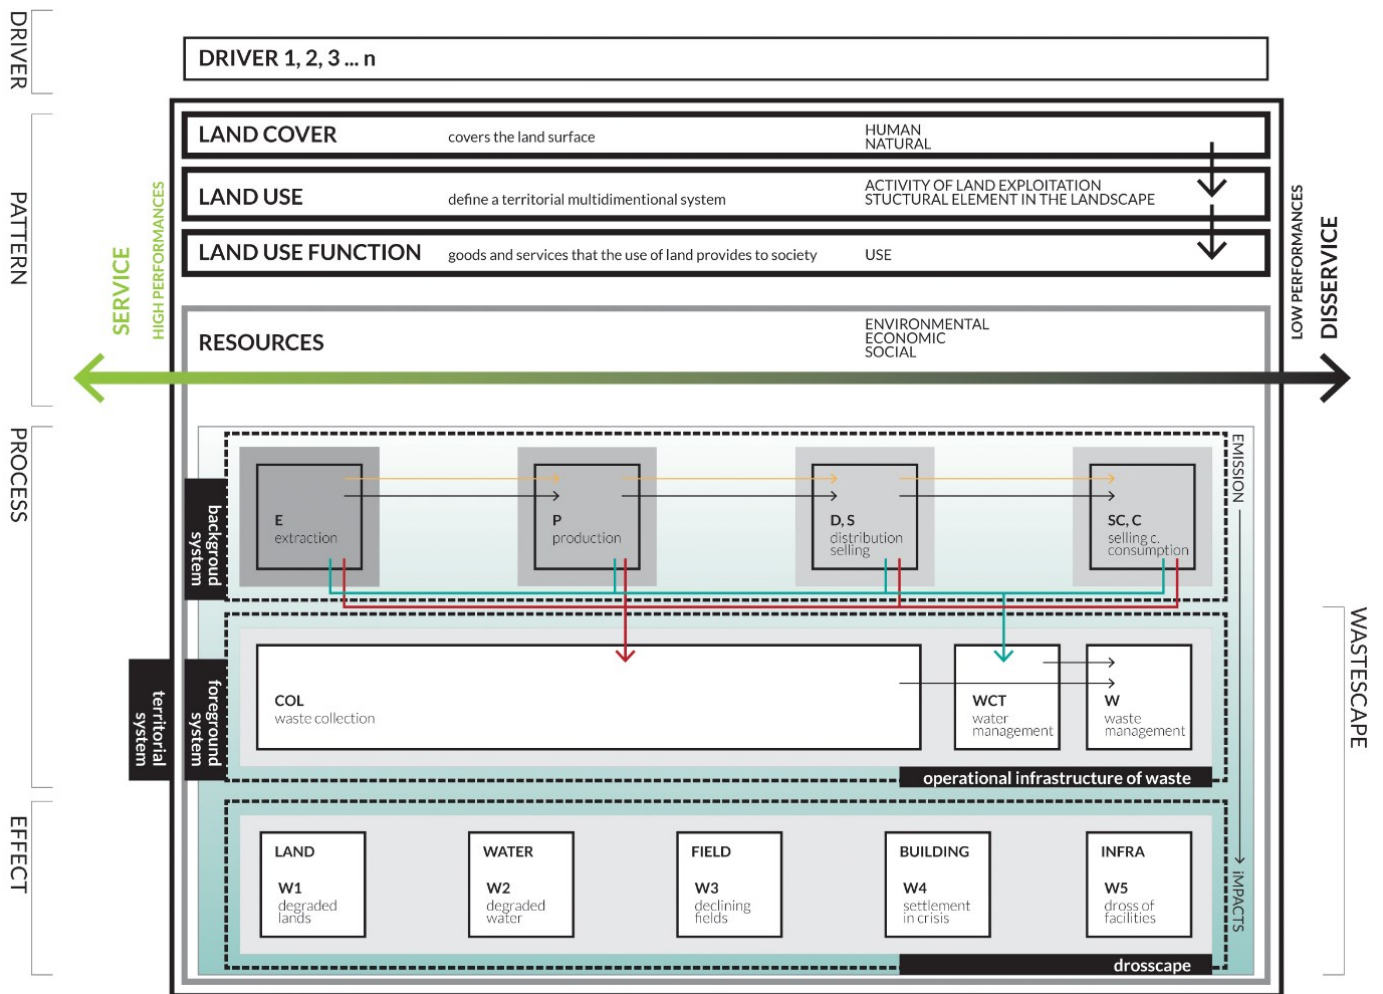 DRIVER
DRIVER 1, 2, 3 ... n
PATTERN
SERVICE
HIGH PERFORMANCES
LAND COVER
covers the land surface
HUMAN
NATURAL
LAND USE
define a territorial multidimentional system
ACTIVITY OF LAND EXPLOITATION
STUCTURAL ELEMENT IN THE LANDSCAPE
LAND USE FUNCTION
goods and services that the use of land provides to society
USE
RESOURCES
ENVIRONMENTAL
ECONOMIC
SOCIAL
LOW PERFORMANCES
DISSERVICE
PROCESS
backgroud
system
E
extraction
P
production
D, S
distribution
selling
SC, C
selling c.
consumption
EMISSION
territorial
system
foreground
system
COL
waste collection
WCT
water
management
W
waste
management
operational infrastructure of waste
WASTESCAPE
EFFECT
LAND
W1
degraded
lands
WATER
W2
degraded
water
FIELD
W3
declining
fields
BUILDING
W4
settlement
in crisis
INFRA
W5
dross of
facilities
iMPACTS
drosscape